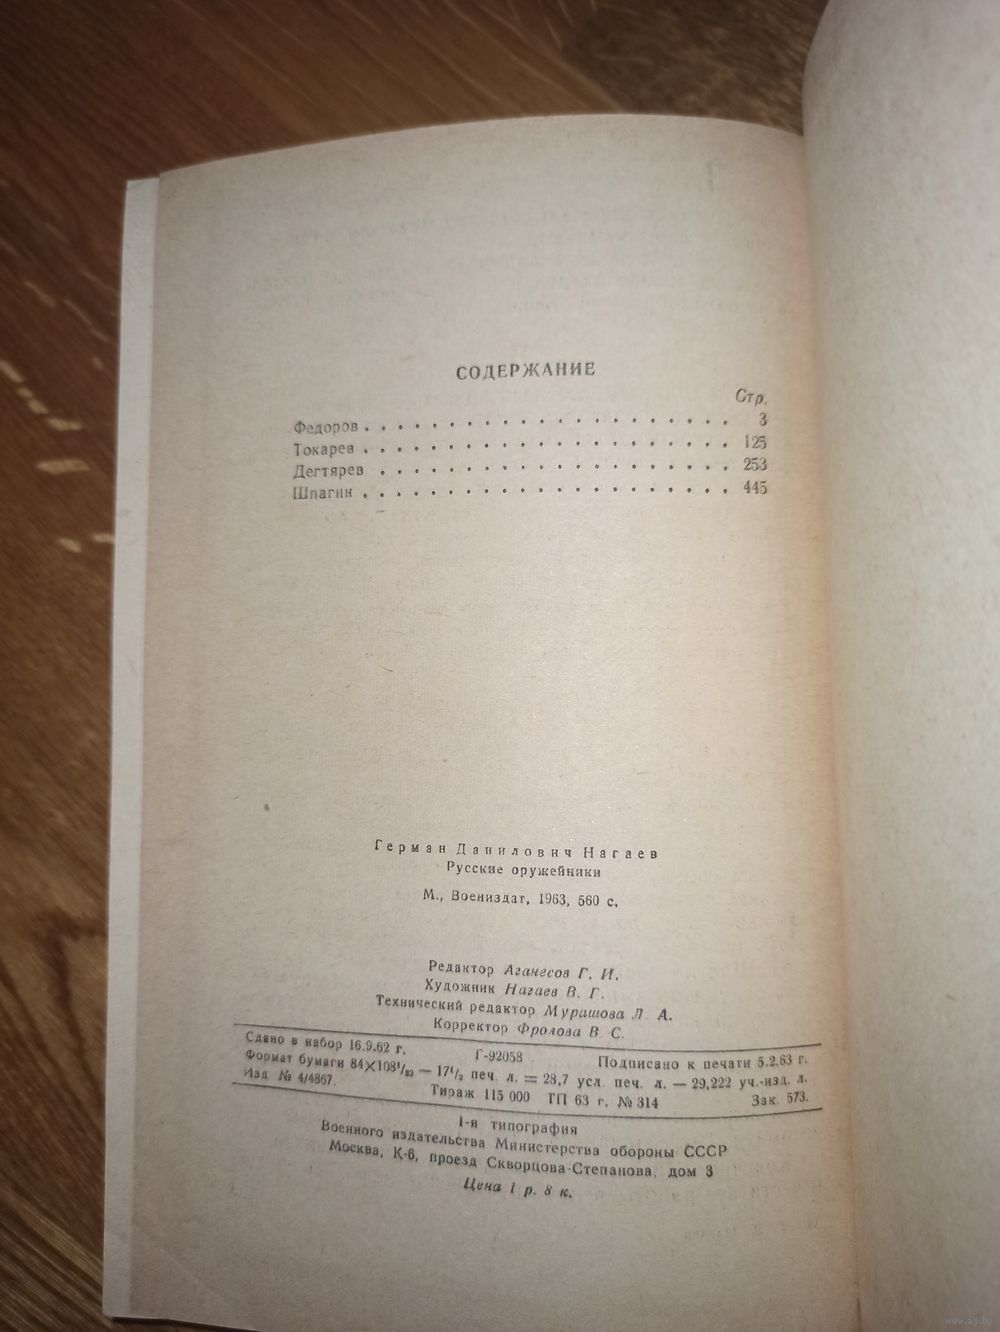 СОДЕРЖАНИЕ
Стр.
Федоров . . . . . . . . . . . . . . . . . . . . . 3
Токарев . . . . . . . . . . . . . . . . . . . . . 125
Дегтярев . . . . . . . . . . . . . . . . . . . . 253
Шпагин . . . . . . . . . . . . . . . . . . . . . 445
Герман Данилович Нагаев
Русские оружейники
М., Воениздат, 1963, 560 с.
Редактор Аганесов Г. И.
Художник Нагаев В. Г.
Технический редактор Мурашова Л. А.
Корректор Фролова В. С.
Сдано в набор 16.9.62 г. Г-92058 Подписано к печати 5.2.63 г.
Формат бумаги 84×108¹/₃₂ — 17¹/₂ печ. л. = 28,7 усл. печ. л. — 29,222 уч.-изд. л.
Изд. № 4/4867. Тираж 115 000 ТП 63 г. № 314 Зак. 573.
1-я типография
Военного издательства Министерства обороны СССР
Москва, К-6, проезд Скворцова-Степанова, дом 3
Цена 1 р. 8 к.
www.ay.by